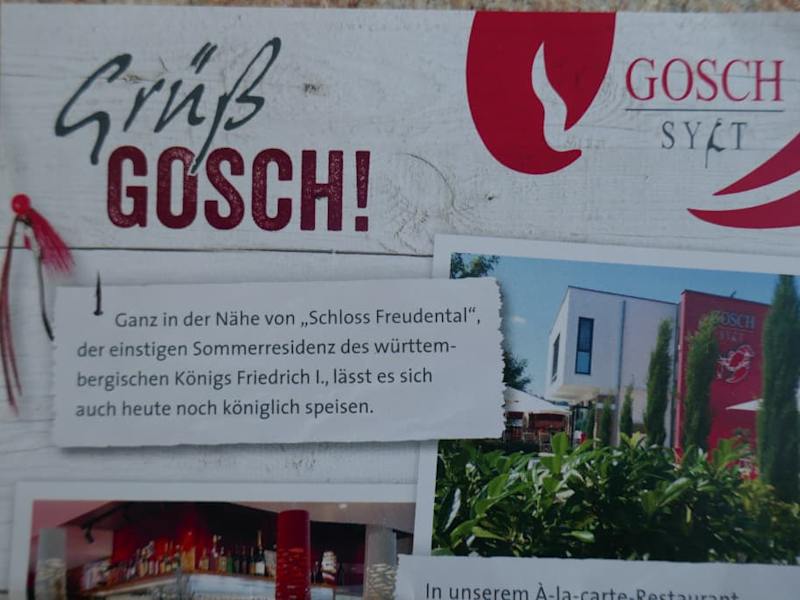 Grüß
GOSCH!
GOSCH
SYLT
Ganz in der Nähe von „Schloss Freudental“,
der einstigen Sommerresidenz des württem-
bergischen Königs Friedrich I., lässt es sich
auch heute noch königlich speisen.
GOSCH
SYLT
In unserem À-la-carte-Restaurant